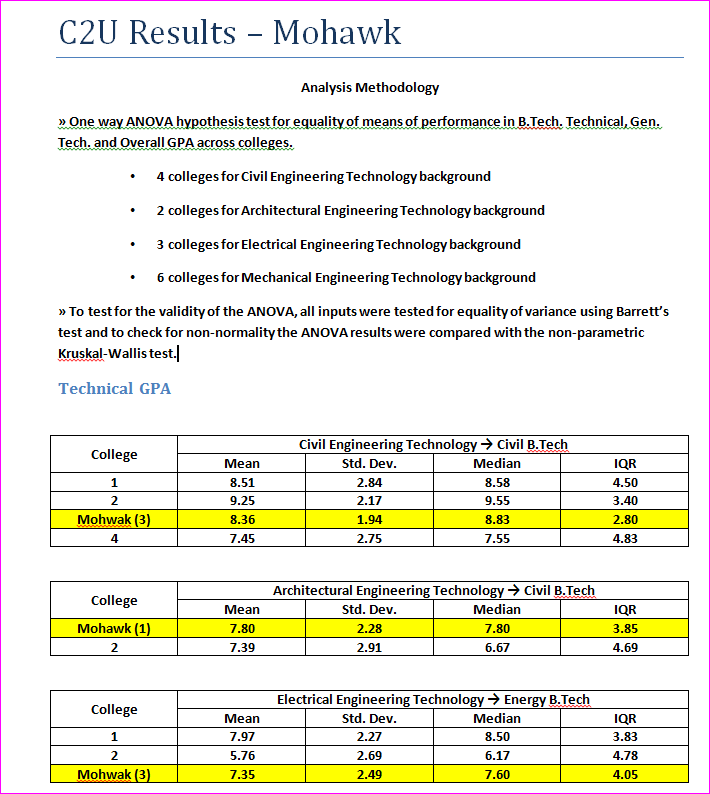 C2U Results – Mohawk
Analysis Methodology
» One way ANOVA hypothesis test for equality of means of performance in B.Tech. Technical, Gen.
Tech. and Overall GPA across colleges.
• 4 colleges for Civil Engineering Technology background
• 2 colleges for Architectural Engineering Technology background
• 3 colleges for Electrical Engineering Technology background
• 6 colleges for Mechanical Engineering Technology background
» To test for the validity of the ANOVA, all inputs were tested for equality of variance using Barrett's
test and to check for non-normality the ANOVA results were compared with the non-parametric
Kruskal-Wallis test.
Technical GPA
College Civil Engineering Technology → Civil B.Tech
Mean Std. Dev. Median IQR
1 8.51 2.84 8.58 4.50
2 9.25 2.17 9.55 3.40
Mohwak (3) 8.36 1.94 8.83 2.80
4 7.45 2.75 7.55 4.83
College Architectural Engineering Technology → Civil B.Tech
Mean Std. Dev. Median IQR
Mohawk (1) 7.80 2.28 7.80 3.85
2 7.39 2.91 6.67 4.69
College Electrical Engineering Technology → Energy B.Tech
Mean Std. Dev. Median IQR
1 7.97 2.27 8.50 3.83
2 5.76 2.69 6.17 4.78
Mohwak (3) 7.35 2.49 7.60 4.05